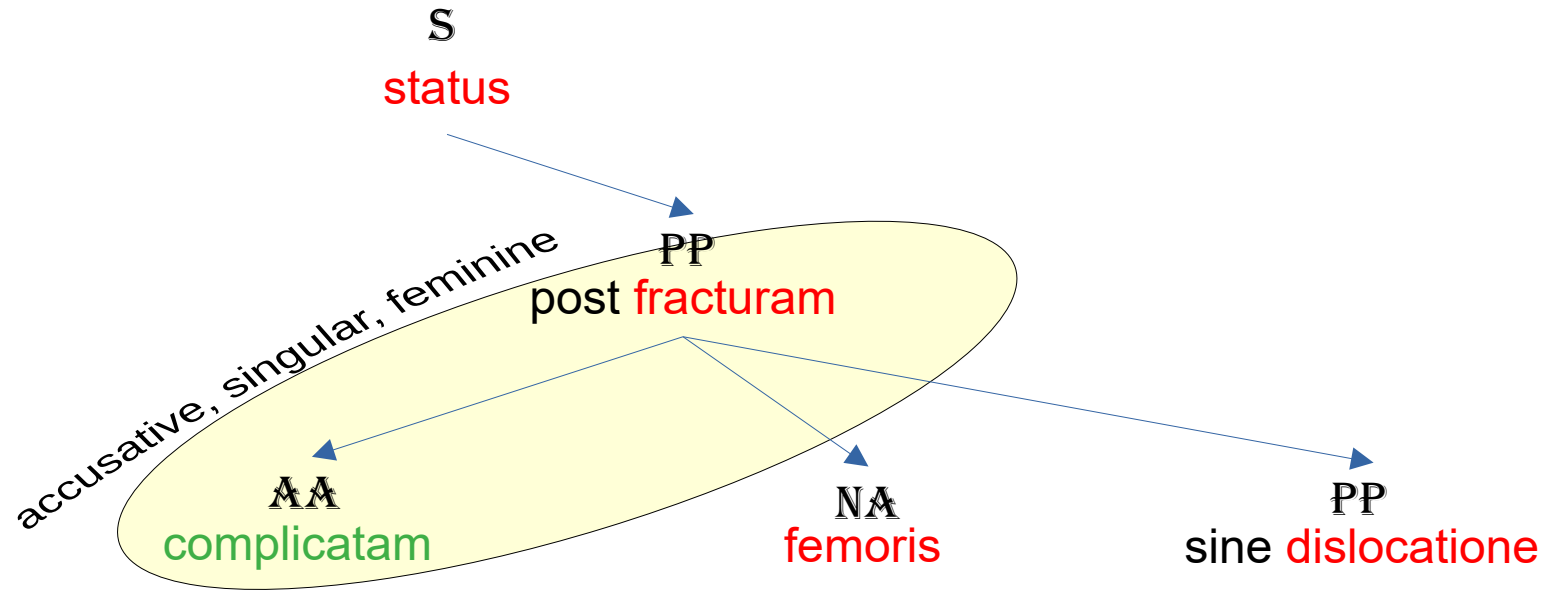 S
status
accusative, singular, feminine
PP
post fracturam
AA
complicatam
NA
femoris
PP
sine dislocatione